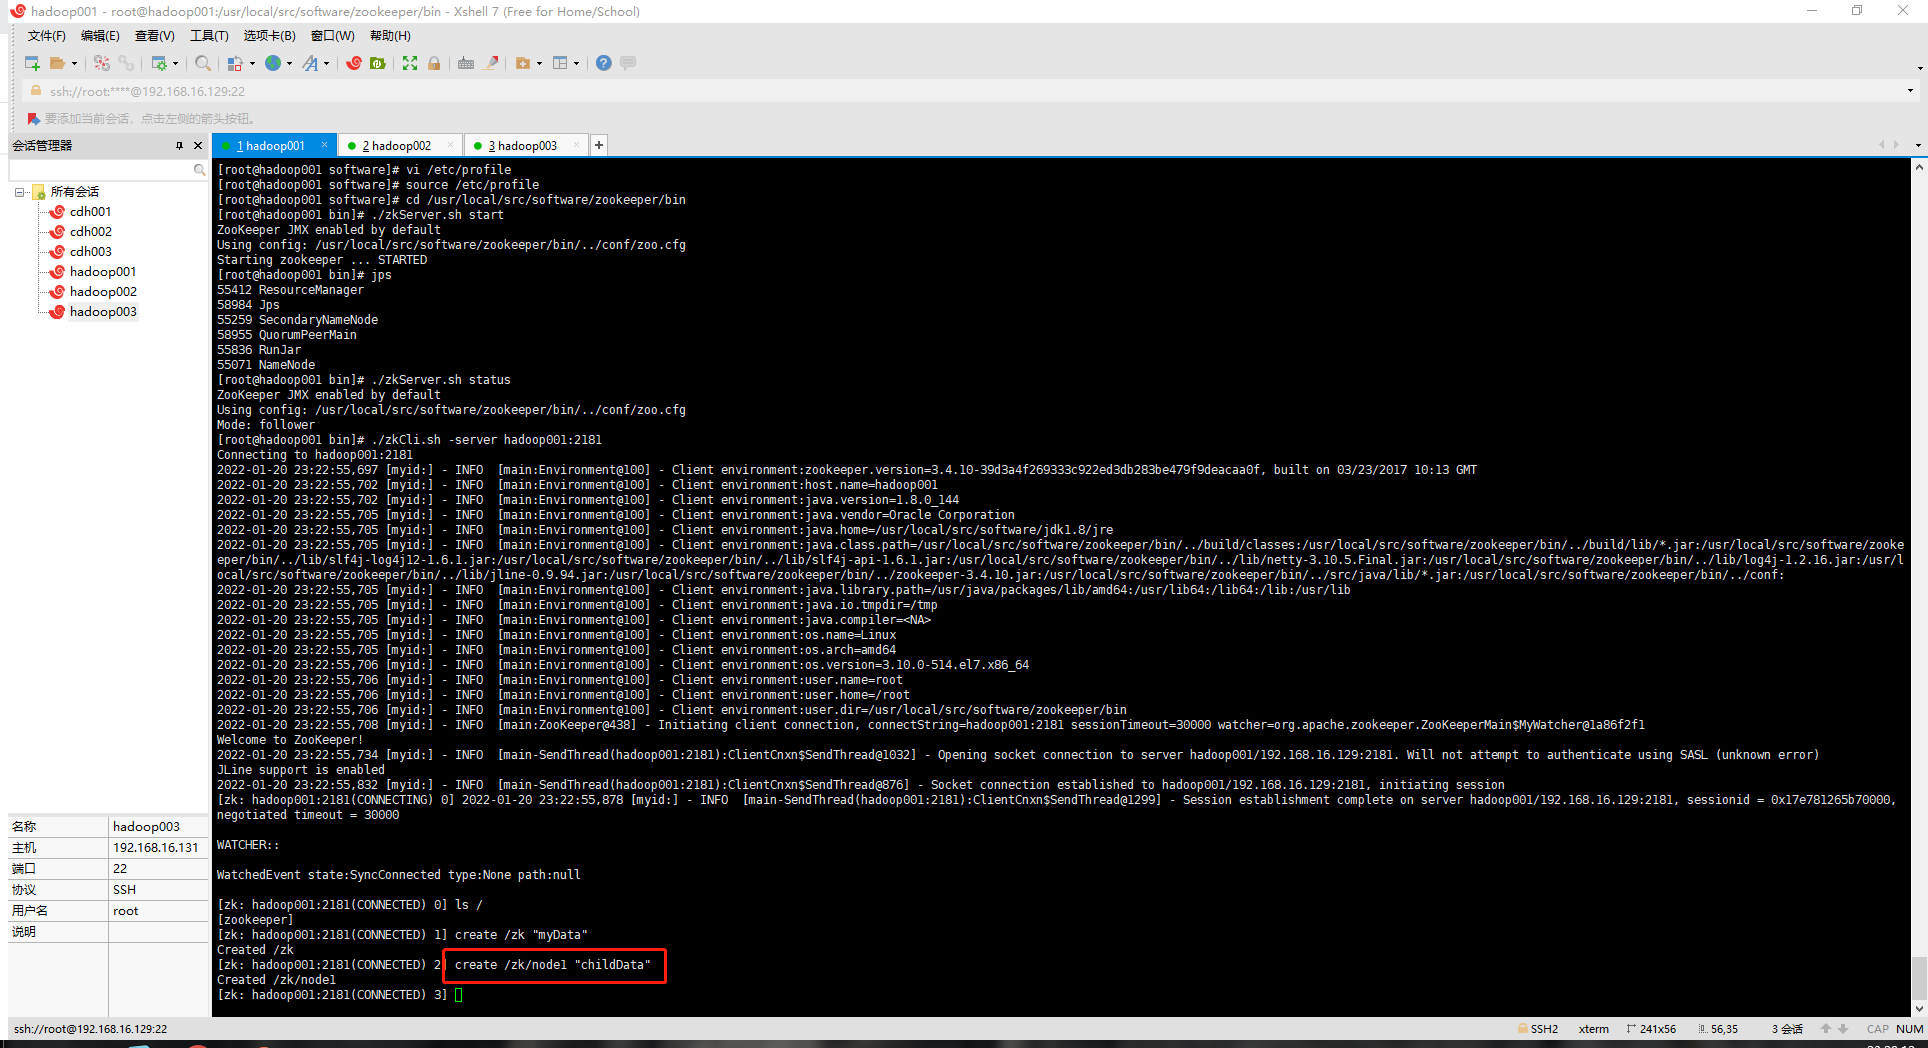 hadoop001 - root@hadoop001:/usr/local/src/software/zookeeper/bin - Xshell 7 (Free for Home/School)
文件(F) 编辑(E) 查看(V) 工具(T) 选项卡(B) 窗口(W) 帮助(H)
ssh://root:****@192.168.16.129:22
要添加当前会话，点击左侧的箭头按钮。
会话管理器
所有会话
cdh001
cdh002
cdh003
hadoop001
hadoop002
hadoop003
名称 hadoop003
主机 192.168.16.131
端口 22
协议 SSH
用户名 root
说明
1 hadoop001 2 hadoop002 3 hadoop003 +
[root@hadoop001 software]# vi /etc/profile
[root@hadoop001 software]# source /etc/profile
[root@hadoop001 software]# cd /usr/local/src/software/zookeeper/bin
[root@hadoop001 bin]# ./zkServer.sh start
ZooKeeper JMX enabled by default
Using config: /usr/local/src/software/zookeeper/bin/../conf/zoo.cfg
Starting zookeeper ... STARTED
[root@hadoop001 bin]# jps
55412 ResourceManager
58984 Jps
55259 SecondaryNameNode
58955 QuorumPeerMain
55836 RunJar
55071 NameNode
[root@hadoop001 bin]# ./zkServer.sh status
ZooKeeper JMX enabled by default
Using config: /usr/local/src/software/zookeeper/bin/../conf/zoo.cfg
Mode: follower
[root@hadoop001 bin]# ./zkCli.sh -server hadoop001:2181
Connecting to hadoop001:2181
2022-01-20 23:22:55,697 [myid:] - INFO  [main:Environment@100] - Client environment:zookeeper.version=3.4.10-39d3a4f269333c922ed3db283be479f9deacaa0f, built on 03/23/2017 10:13 GMT
2022-01-20 23:22:55,702 [myid:] - INFO  [main:Environment@100] - Client environment:host.name=hadoop001
2022-01-20 23:22:55,702 [myid:] - INFO  [main:Environment@100] - Client environment:java.version=1.8.0_144
2022-01-20 23:22:55,705 [myid:] - INFO  [main:Environment@100] - Client environment:java.vendor=Oracle Corporation
2022-01-20 23:22:55,705 [myid:] - INFO  [main:Environment@100] - Client environment:java.home=/usr/local/src/software/jdk1.8/jre
2022-01-20 23:22:55,705 [myid:] - INFO  [main:Environment@100] - Client environment:java.class.path=/usr/local/src/software/zookeeper/bin/../build/classes:/usr/local/src/software/zookeeper/bin/../build/lib/*.jar:/usr/local/src/software/zooke
eper/bin/../lib/slf4j-log4j12-1.6.1.jar:/usr/local/src/software/zookeeper/bin/../lib/slf4j-api-1.6.1.jar:/usr/local/src/software/zookeeper/bin/../lib/netty-3.10.5.Final.jar:/usr/local/src/software/zookeeper/bin/../lib/log4j-1.2.16.jar:/usr/l
ocal/src/software/zookeeper/bin/../lib/jline-0.9.94.jar:/usr/local/src/software/zookeeper/bin/../zookeeper-3.4.10.jar:/usr/local/src/software/zookeeper/bin/../src/java/lib/*.jar:/usr/local/src/software/zookeeper/bin/../conf:
2022-01-20 23:22:55,705 [myid:] - INFO  [main:Environment@100] - Client environment:java.library.path=/usr/java/packages/lib/amd64:/usr/lib64:/lib64:/lib:/usr/lib
2022-01-20 23:22:55,705 [myid:] - INFO  [main:Environment@100] - Client environment:java.io.tmpdir=/tmp
2022-01-20 23:22:55,705 [myid:] - INFO  [main:Environment@100] - Client environment:java.compiler=<NA>
2022-01-20 23:22:55,705 [myid:] - INFO  [main:Environment@100] - Client environment:os.name=Linux
2022-01-20 23:22:55,705 [myid:] - INFO  [main:Environment@100] - Client environment:os.arch=amd64
2022-01-20 23:22:55,706 [myid:] - INFO  [main:Environment@100] - Client environment:os.version=3.10.0-514.el7.x86_64
2022-01-20 23:22:55,706 [myid:] - INFO  [main:Environment@100] - Client environment:user.name=root
2022-01-20 23:22:55,706 [myid:] - INFO  [main:Environment@100] - Client environment:user.home=/root
2022-01-20 23:22:55,706 [myid:] - INFO  [main:Environment@100] - Client environment:user.dir=/usr/local/src/software/zookeeper/bin
2022-01-20 23:22:55,708 [myid:] - INFO  [main:ZooKeeper@438] - Initiating client connection, connectString=hadoop001:2181 sessionTimeout=30000 watcher=org.apache.zookeeper.ZooKeeperMain$MyWatcher@1a86f2f1
Welcome to ZooKeeper!
2022-01-20 23:22:55,734 [myid:] - INFO  [main-SendThread(hadoop001:2181):ClientCnxn$SendThread@1032] - Opening socket connection to server hadoop001/192.168.16.129:2181. Will not attempt to authenticate using SASL (unknown error)
JLine support is enabled
2022-01-20 23:22:55,832 [myid:] - INFO  [main-SendThread(hadoop001:2181):ClientCnxn$SendThread@876] - Socket connection established to hadoop001/192.168.16.129:2181, initiating session
[zk: hadoop001:2181(CONNECTING) 0] 2022-01-20 23:22:55,878 [myid:] - INFO  [main-SendThread(hadoop001:2181):ClientCnxn$SendThread@1299] - Session establishment complete on server hadoop001/192.168.16.129:2181, sessionid = 0x17e781265b70000,
negotiated timeout = 30000
WATCHER::
WatchedEvent state:SyncConnected type:None path:null
[zk: hadoop001:2181(CONNECTED) 0] ls /
[zookeeper]
[zk: hadoop001:2181(CONNECTED) 1] create /zk "myData"
Created /zk
[zk: hadoop001:2181(CONNECTED) 2] create /zk/node1 "childData"
Created /zk/node1
[zk: hadoop001:2181(CONNECTED) 3]
ssh://root@192.168.16.129:22 SSH2 xterm 241x56 56,35 3 会话 CAP NUM